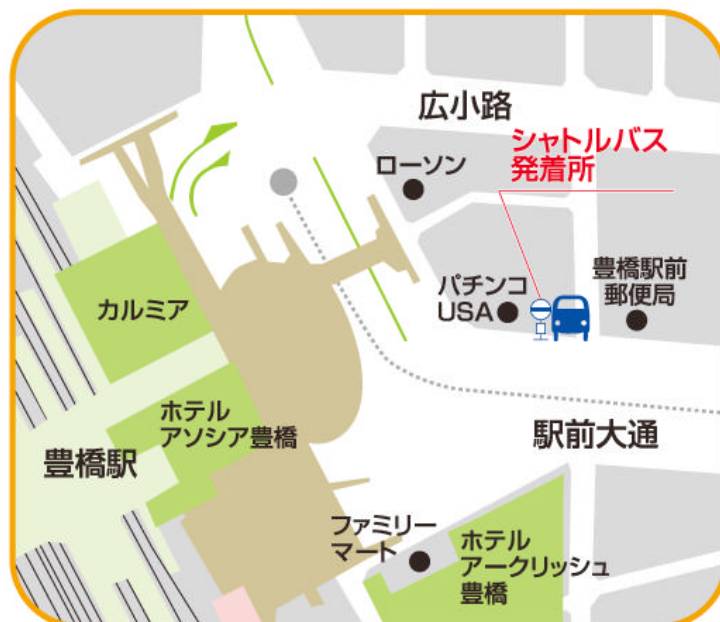 広小路
シャトルバス
発着所
ローソン
パチンコ
USA
豊橋駅前
郵便局
カルミア
ホテル
アソシア豊橋
豊橋駅
駅前大通
ファミリー
マート
ホテル
アークリッシュ
豊橋